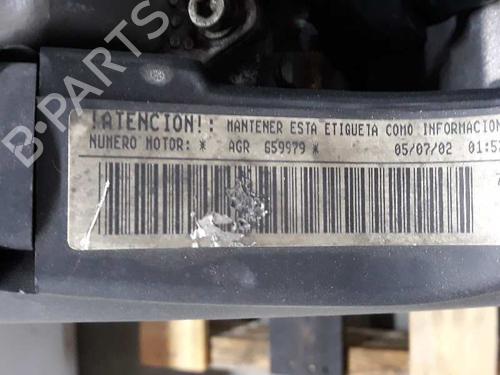 !ATENCION!: MANTENER ESTA ETIQUETA COMO INFORMACION
NUMERO MOTOR: * AGR 659979 * 05/07/02
B-PARTS